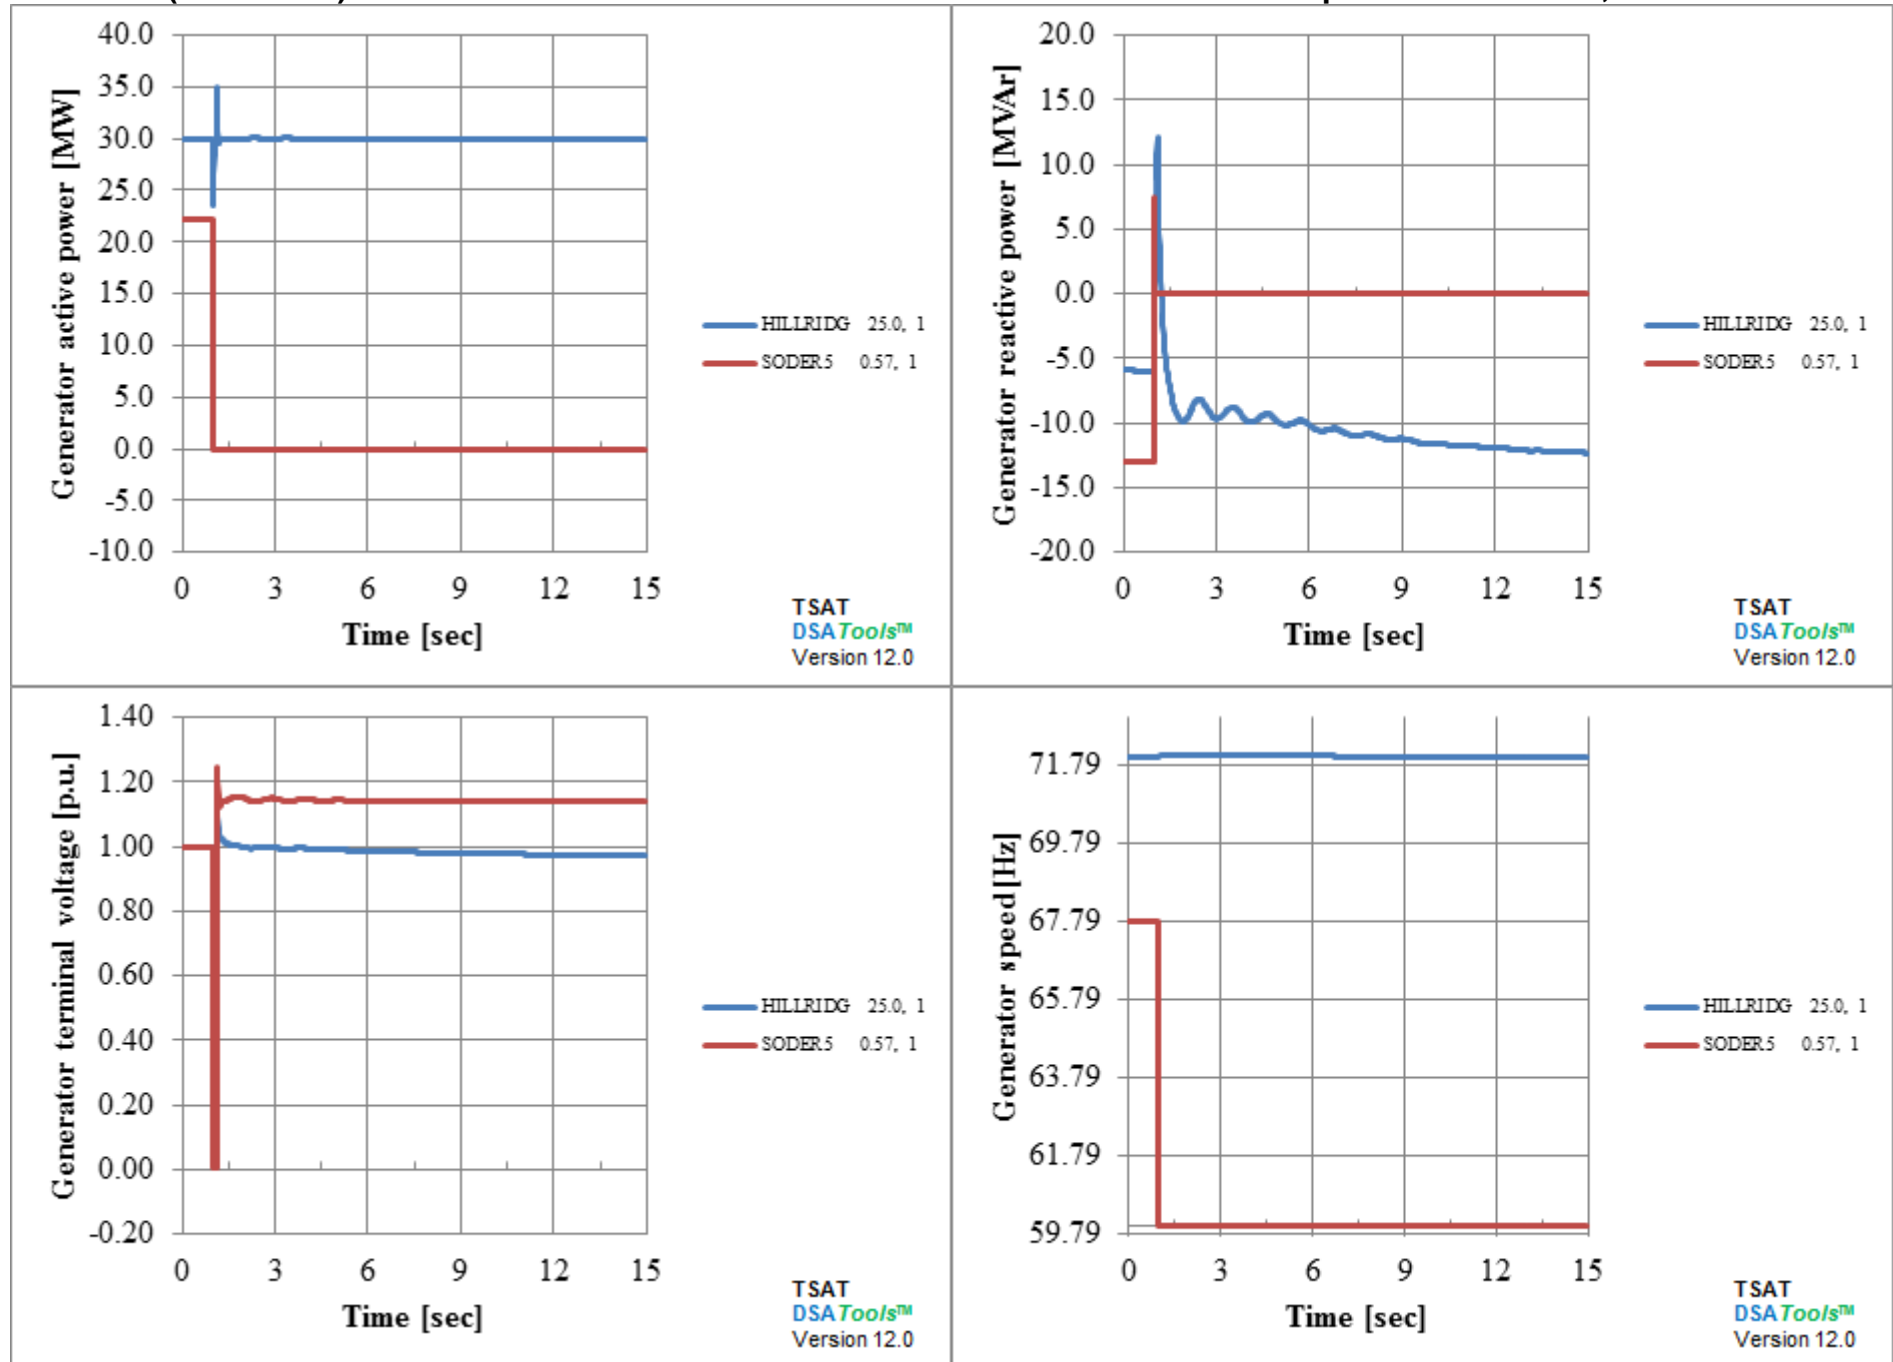 Generator active power [MW]
40.0
35.0
30.0
25.0
20.0
15.0
10.0
5.0
0.0
-5.0
-10.0
0 3 6 9 12 15
Time [sec]
HILLRIDG 25.0, 1
SODER5 0.57, 1
TSAT
DSATools™
Version 12.0
Generator reactive power [MVAr]
20.0
15.0
10.0
5.0
0.0
-5.0
-10.0
-15.0
-20.0
0 3 6 9 12 15
Time [sec]
HILLRIDG 25.0, 1
SODER5 0.57, 1
TSAT
DSATools™
Version 12.0
Generator terminal voltage [p.u.]
1.40
1.20
1.00
0.80
0.60
0.40
0.20
0.00
-0.20
0 3 6 9 12 15
Time [sec]
HILLRIDG 25.0, 1
SODER5 0.57, 1
TSAT
DSATools™
Version 12.0
Generator speed[Hz]
71.79
69.79
67.79
65.79
63.79
61.79
59.79
0 3 6 9 12 15
Time [sec]
HILLRIDG 25.0, 1
SODER5 0.57, 1
TSAT
DSATools™
Version 12.0